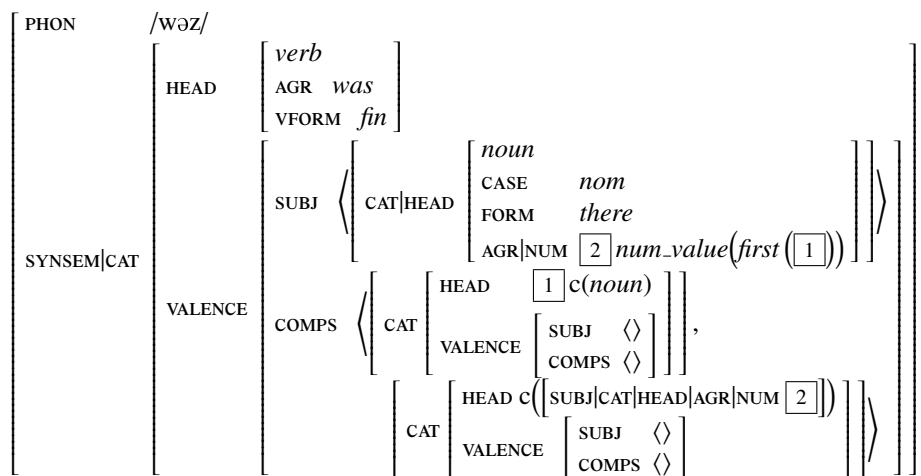 PHON /wəz/
SYNSEM|CAT
HEAD
verb
AGR was
VFORM fin
VALENCE
SUBJ ⟨ CAT|HEAD
noun
CASE nom
FORM there
AGR|NUM 2 num_value(first(1)) ⟩
COMPS ⟨ CAT
HEAD 1 c(noun)
VALENCE
SUBJ ⟨⟩
COMPS ⟨⟩ ,
CAT
HEAD c([SUBJ|CAT|HEAD|AGR|NUM 2])
VALENCE
SUBJ ⟨⟩
COMPS ⟨⟩ ⟩